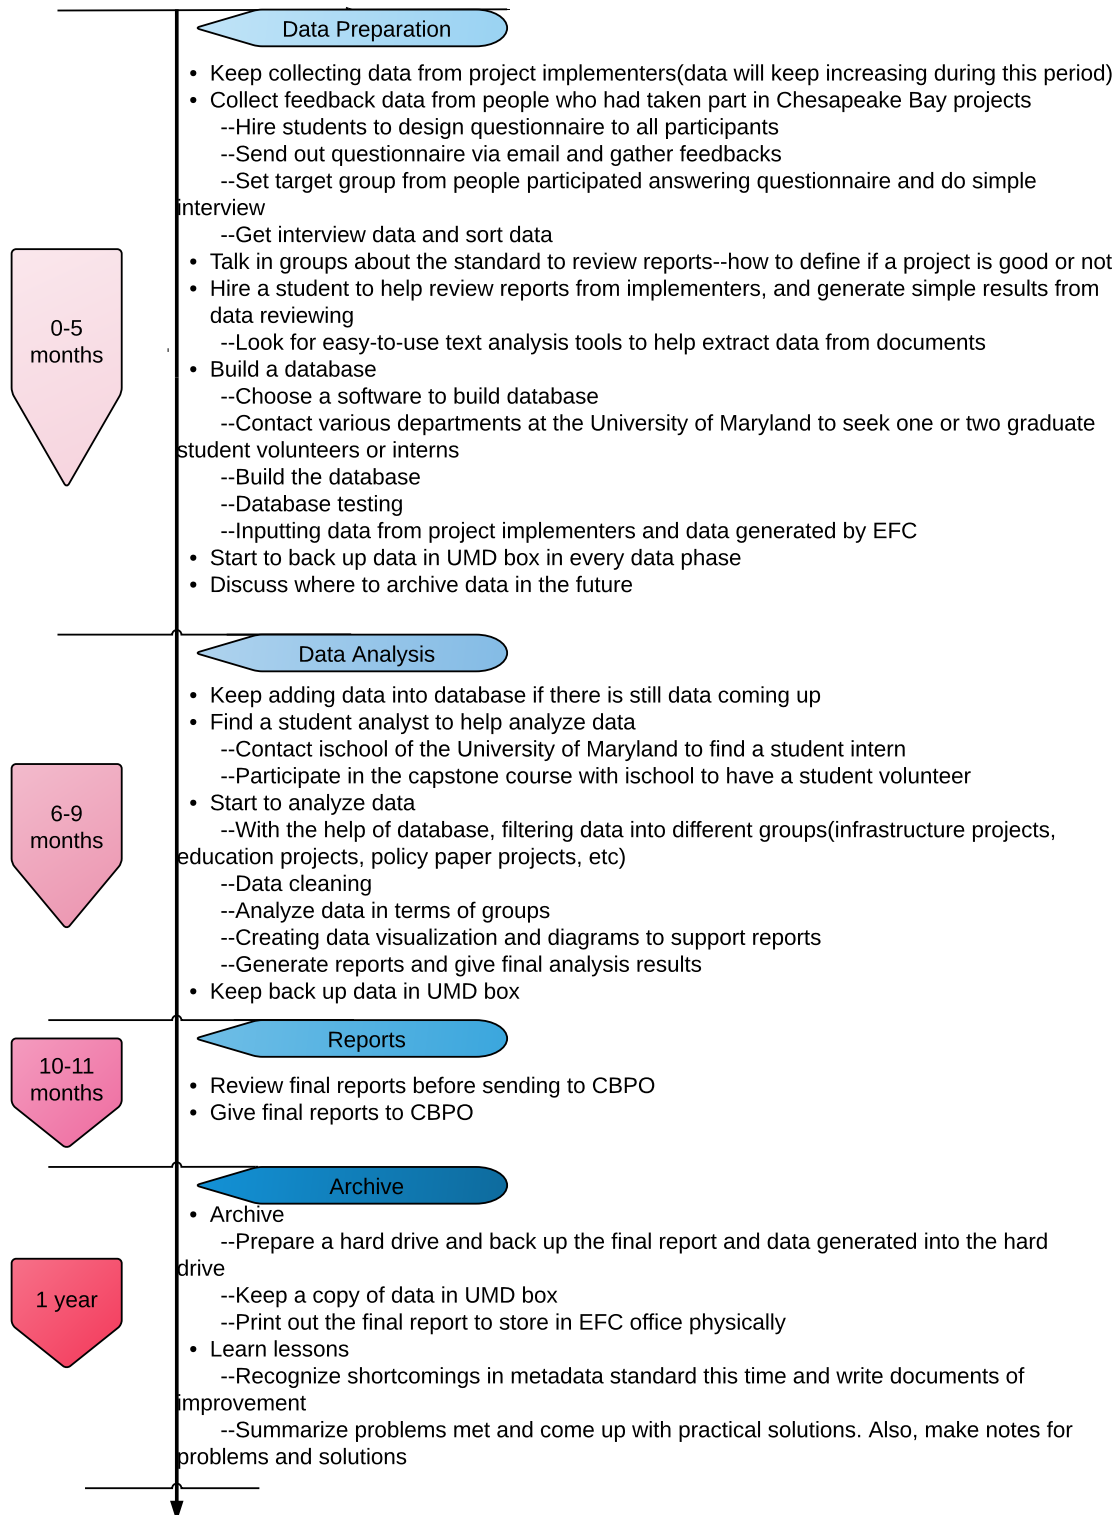 Data Preparation
• Keep collecting data from project implementers(data will keep increasing during this period)
• Collect feedback data from people who had taken part in Chesapeake Bay projects
--Hire students to design questionnaire to all participants
--Send out questionnaire via email and gather feedbacks
--Set target group from people participated answering questionnaire and do simple
interview
--Get interview data and sort data
• Talk in groups about the standard to review reports--how to define if a project is good or not
• Hire a student to help review reports from implementers, and generate simple results from
data reviewing
--Look for easy-to-use text analysis tools to help extract data from documents
• Build a database
--Choose a software to build database
--Contact various departments at the University of Maryland to seek one or two graduate
student volunteers or interns
--Build the database
--Database testing
--Inputting data from project implementers and data generated by EFC
• Start to back up data in UMD box in every data phase
• Discuss where to archive data in the future
0-5
months
Data Analysis
• Keep adding data into database if there is still data coming up
• Find a student analyst to help analyze data
--Contact ischool of the University of Maryland to find a student intern
--Participate in the capstone course with ischool to have a student volunteer
• Start to analyze data
--With the help of database, filtering data into different groups(infrastructure projects,
education projects, policy paper projects, etc)
--Data cleaning
--Analyze data in terms of groups
--Creating data visualization and diagrams to support reports
--Generate reports and give final analysis results
• Keep back up data in UMD box
6-9
months
Reports
• Review final reports before sending to CBPO
• Give final reports to CBPO
10-11
months
Archive
• Archive
--Prepare a hard drive and back up the final report and data generated into the hard
drive
--Keep a copy of data in UMD box
--Print out the final report to store in EFC office physically
• Learn lessons
--Recognize shortcomings in metadata standard this time and write documents of
improvement
--Summarize problems met and come up with practical solutions. Also, make notes for
problems and solutions
1 year